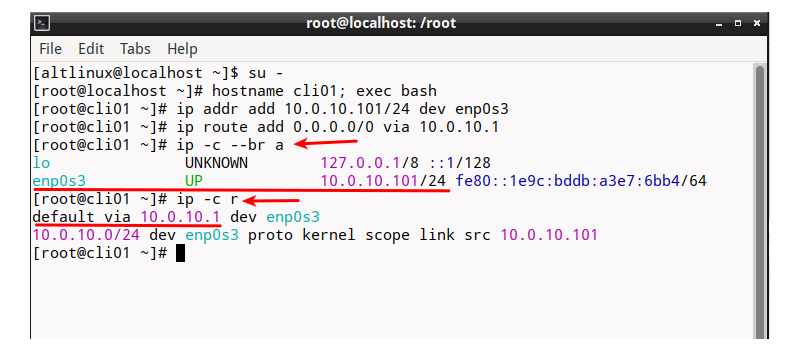 root@localhost: /root
File Edit Tabs Help
[altlinux@localhost ~]$ su -
[root@localhost ~]# hostname cli01; exec bash
[root@cli01 ~]# ip addr add 10.0.10.101/24 dev enp0s3
[root@cli01 ~]# ip route add 0.0.0.0/0 via 10.0.10.1
[root@cli01 ~]# ip -c --br a
lo UNKNOWN 127.0.0.1/8 ::1/128
enp0s3 UP 10.0.10.101/24 fe80::1e9c:bddb:a3e7:6bb4/64
[root@cli01 ~]# ip -c r
default via 10.0.10.1 dev enp0s3
10.0.10.0/24 dev enp0s3 proto kernel scope link src 10.0.10.101
[root@cli01 ~]#